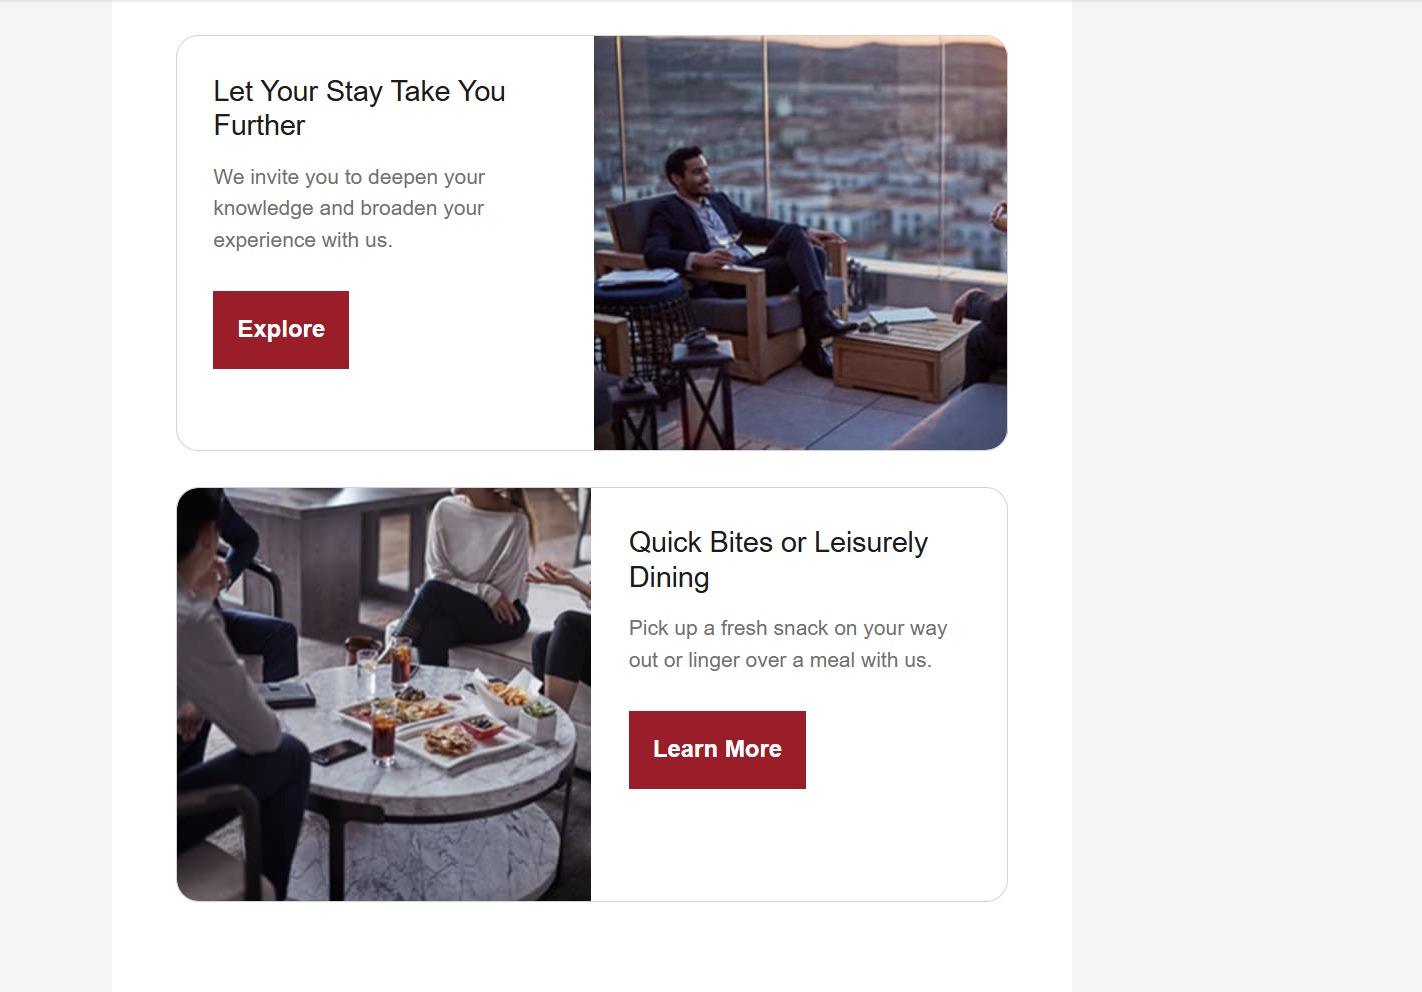 Let Your Stay Take You
Further
We invite you to deepen your
knowledge and broaden your
experience with us.
Explore
Quick Bites or Leisurely
Dining
Pick up a fresh snack on your way
out or linger over a meal with us.
Learn More